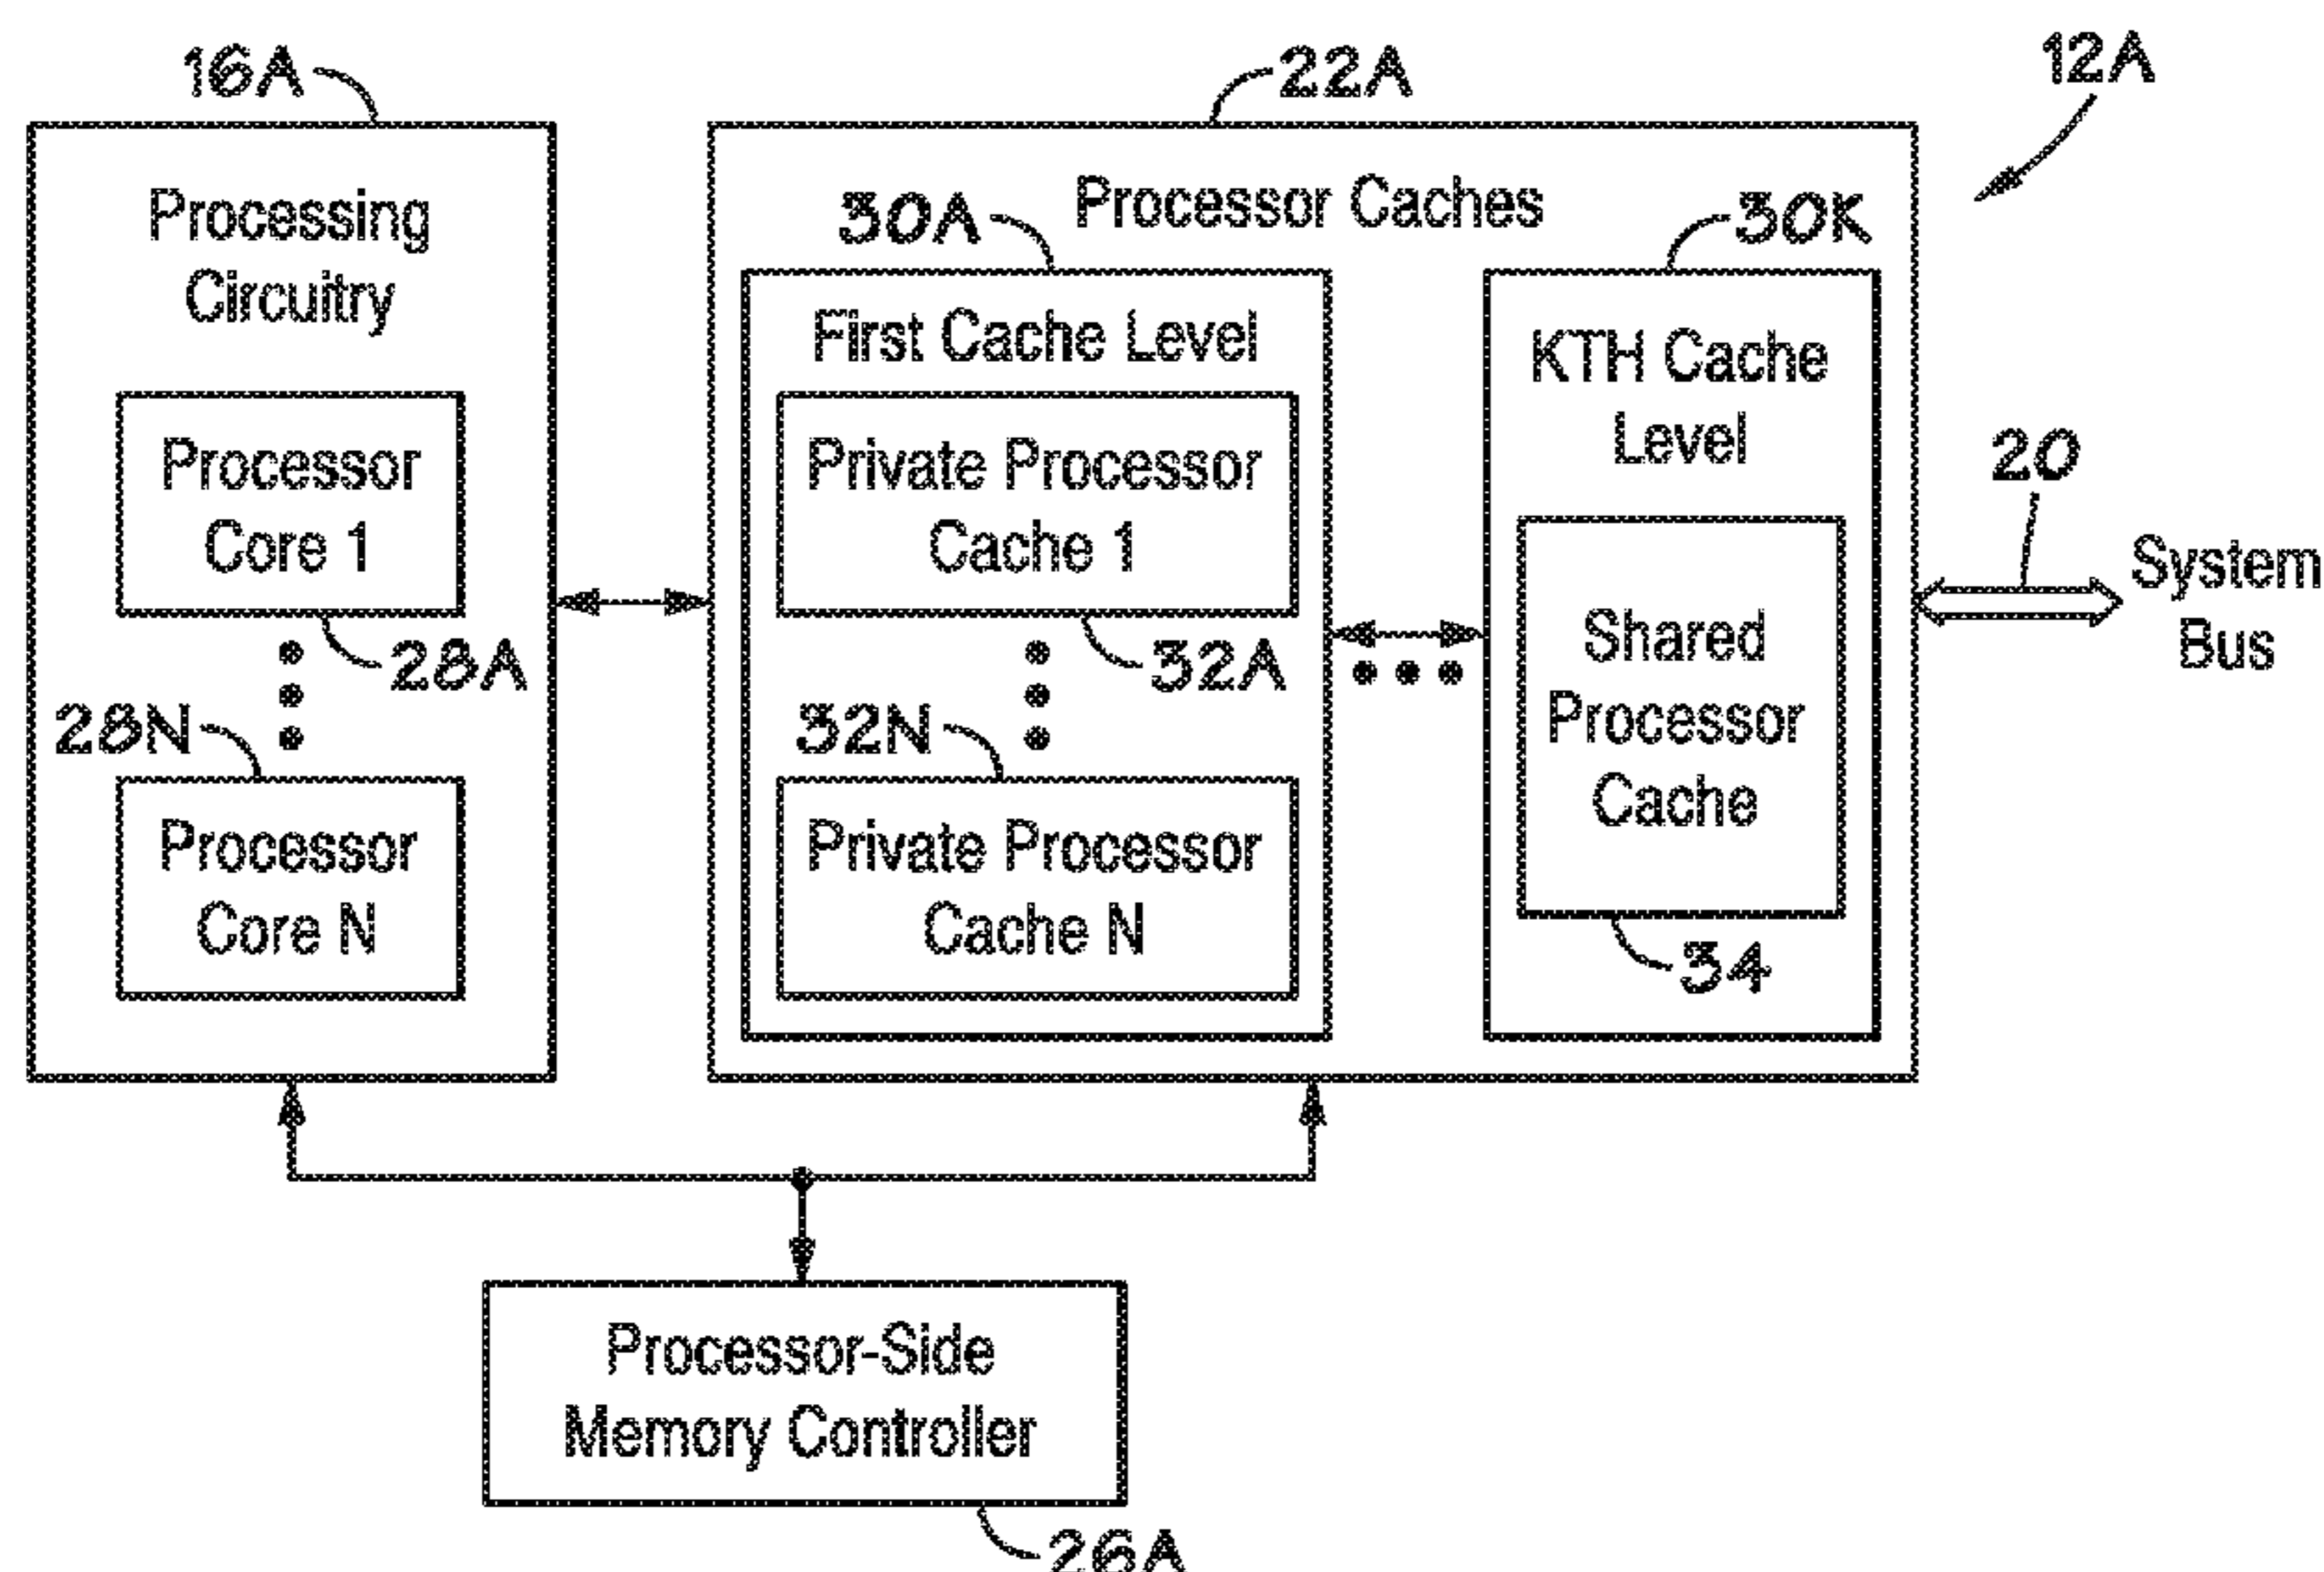 16A
22A
12A
Processing
Circuitry
Processor
Core 1
28A
28N
Processor
Core N
Processor Caches
30A
30K
First Cache Level
Private Processor
Cache 1
32A
32N
Private Processor
Cache N
KTH Cache
Level
Shared
Processor
Cache
34
20
System
Bus
Processor-Side
Memory Controller
26A